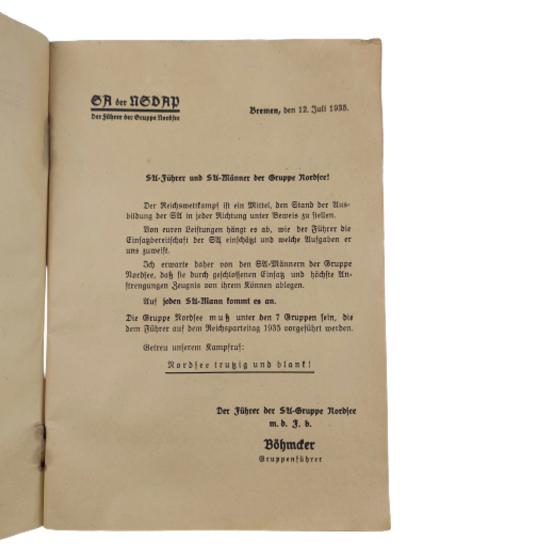 SA der NSDAP
Der Führer der Gruppe Nordsee
Bremen, den 12. Juli 1935.
SA-Führer und SA-Männer der Gruppe Nordsee!
Der Reichswettkampf ist ein Mittel, den Stand der Aus-
bildung der SA in jeder Richtung unter Beweis zu stellen.
Von euren Leistungen hängt es ab, wie der Führer die
Einsatzbereitschaft der SA einschätzt und welche Aufgaben er
uns zuweist.
Ich erwarte daher von den SA-Männern der Gruppe
Nordsee, daß sie durch geschlossenen Einsatz und höchste An-
strengungen Zeugnis von ihrem Können ablegen.
Auf jeden SA-Mann kommt es an.
Die Gruppe Nordsee muß unter den 7 Gruppen sein, die
dem Führer auf dem Reichsparteitag 1935 vorgeführt werden.
Getreu unserem Kampfruf:
Nordsee trutzig und blank!
Der Führer der SA-Gruppe Nordsee
m. d. F. b.
Böhmcker
Gruppenführer